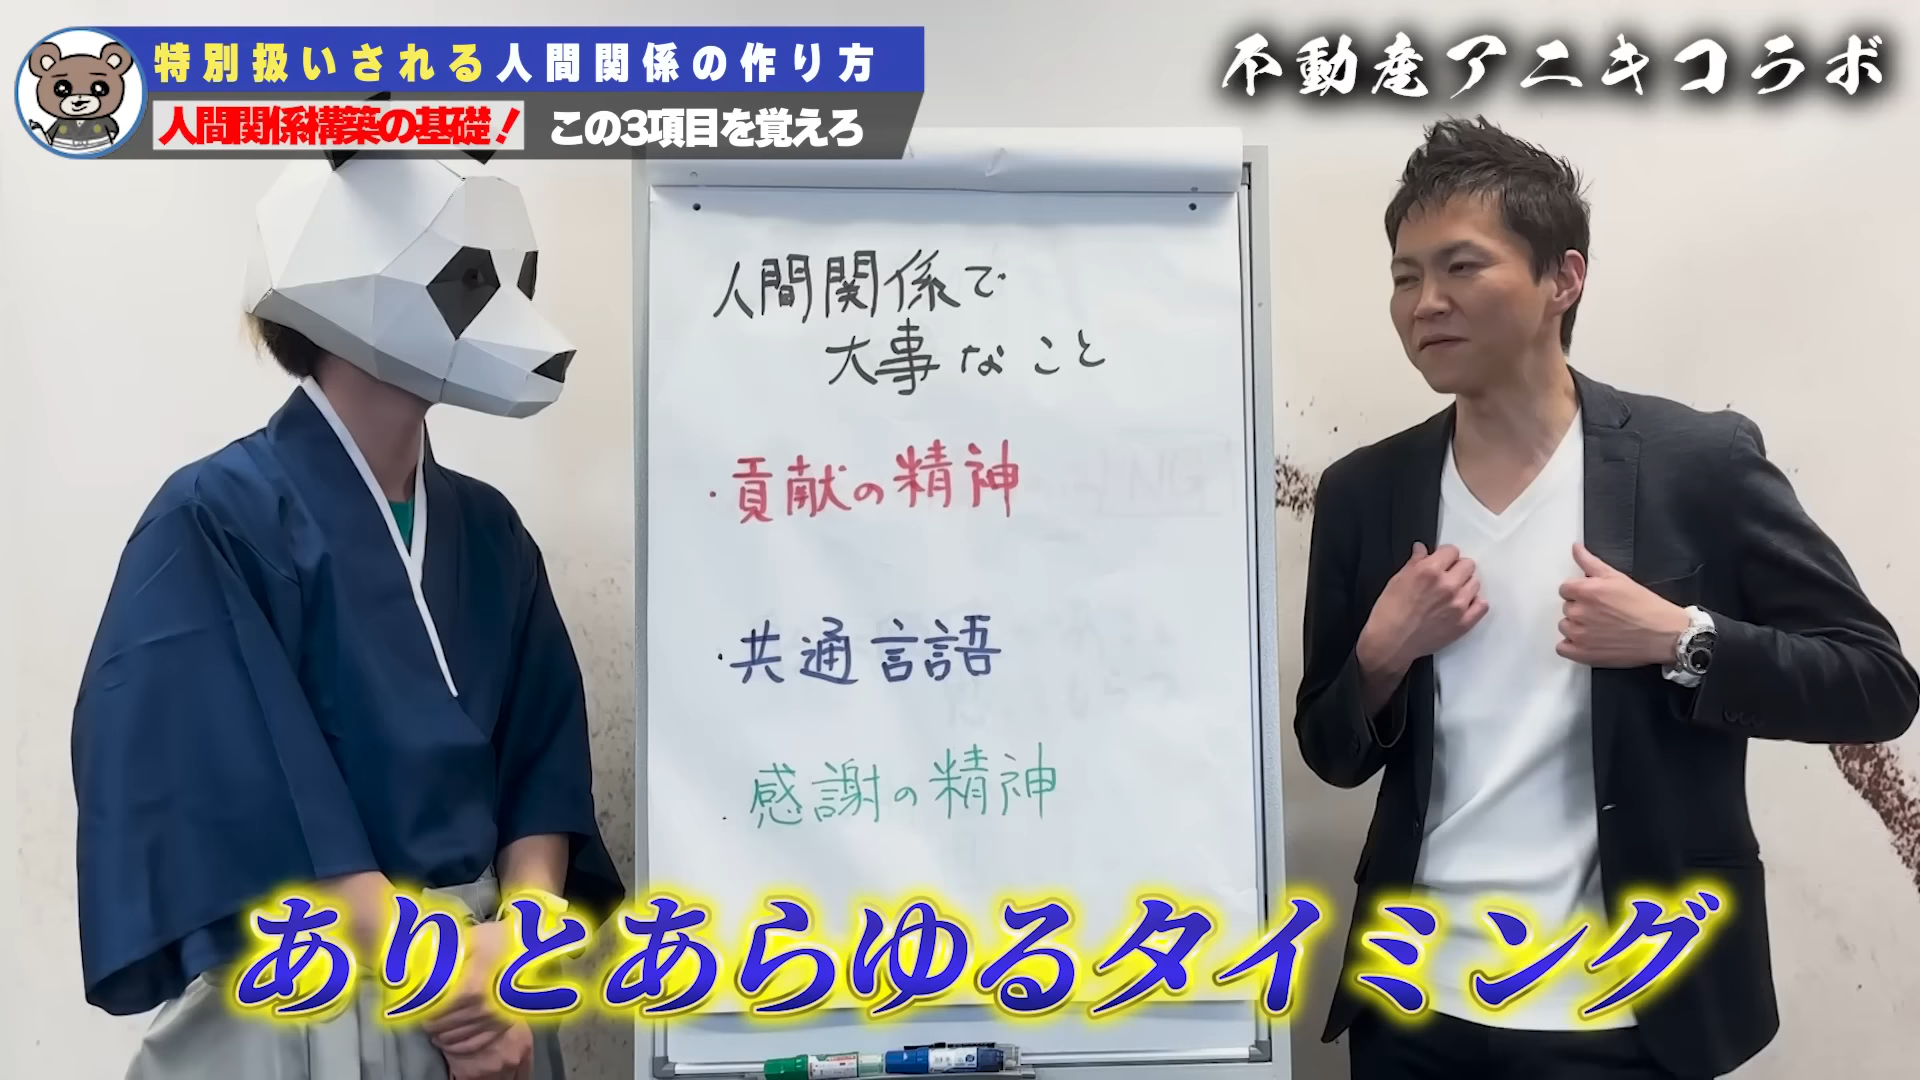 特別扱いされる人間関係の作り方
人間関係構築の基礎！ この3項目を覚えろ
不動産アニキコラボ
人間関係で
大事なこと
・貢献の精神
・共通言語
・感謝の精神
ありとあらゆるタイミング